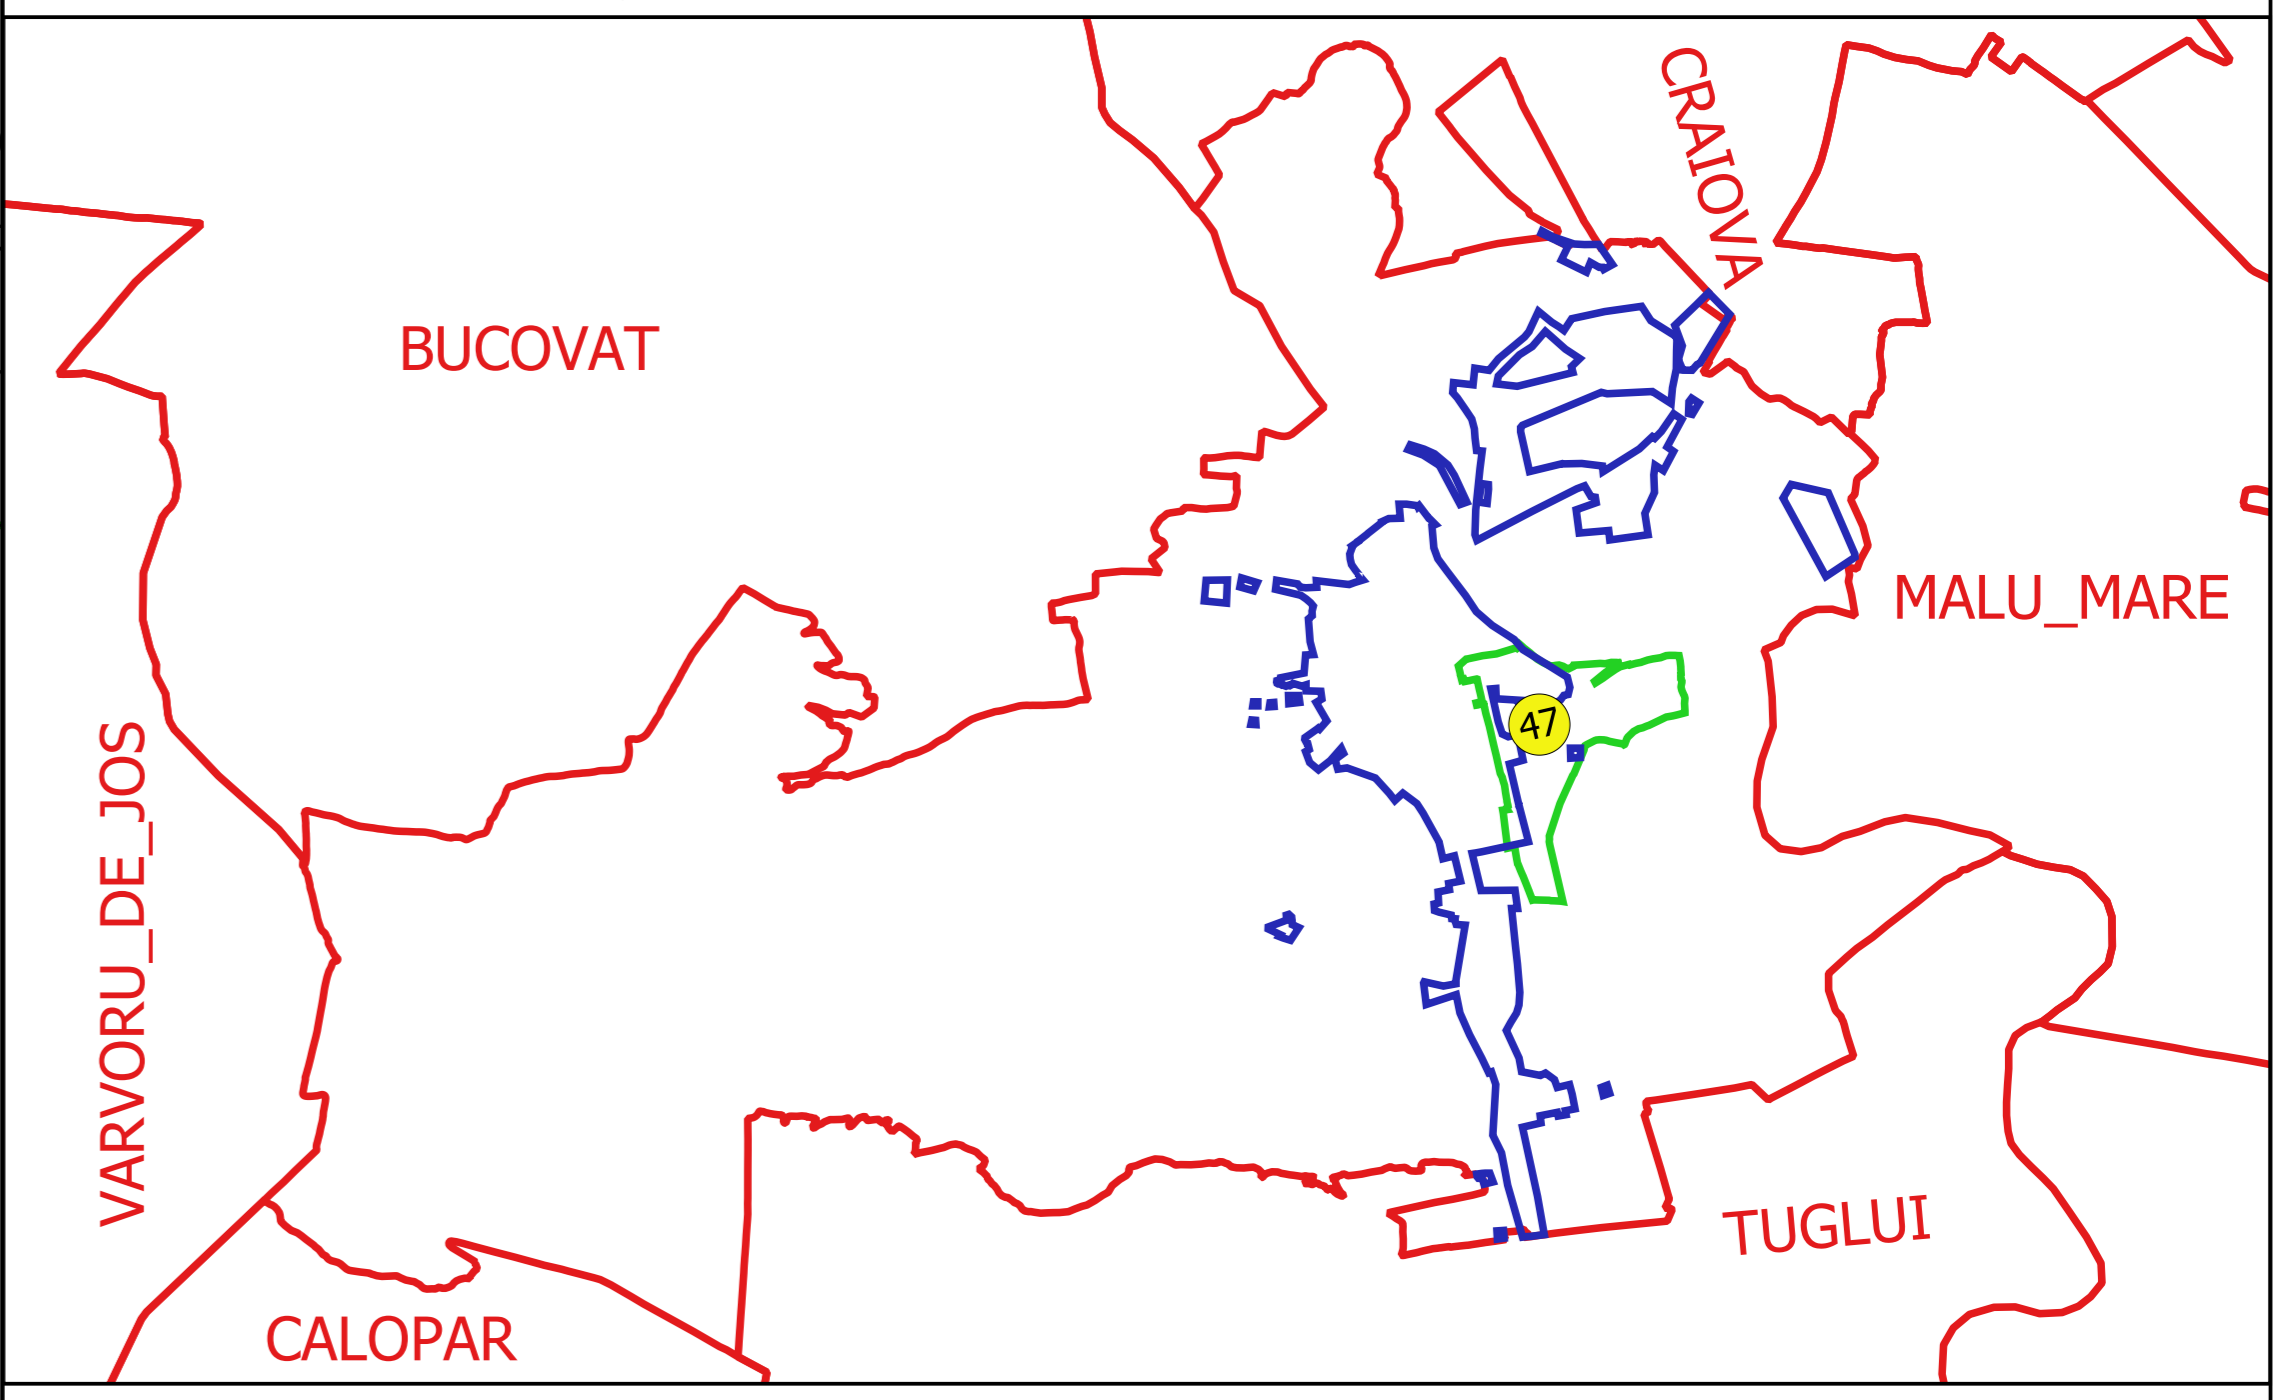 CRAIOVA
BUCOVAT
MALU_MARE
47
VARVORU_DE_JOS
TUGLUI
CALOPAR